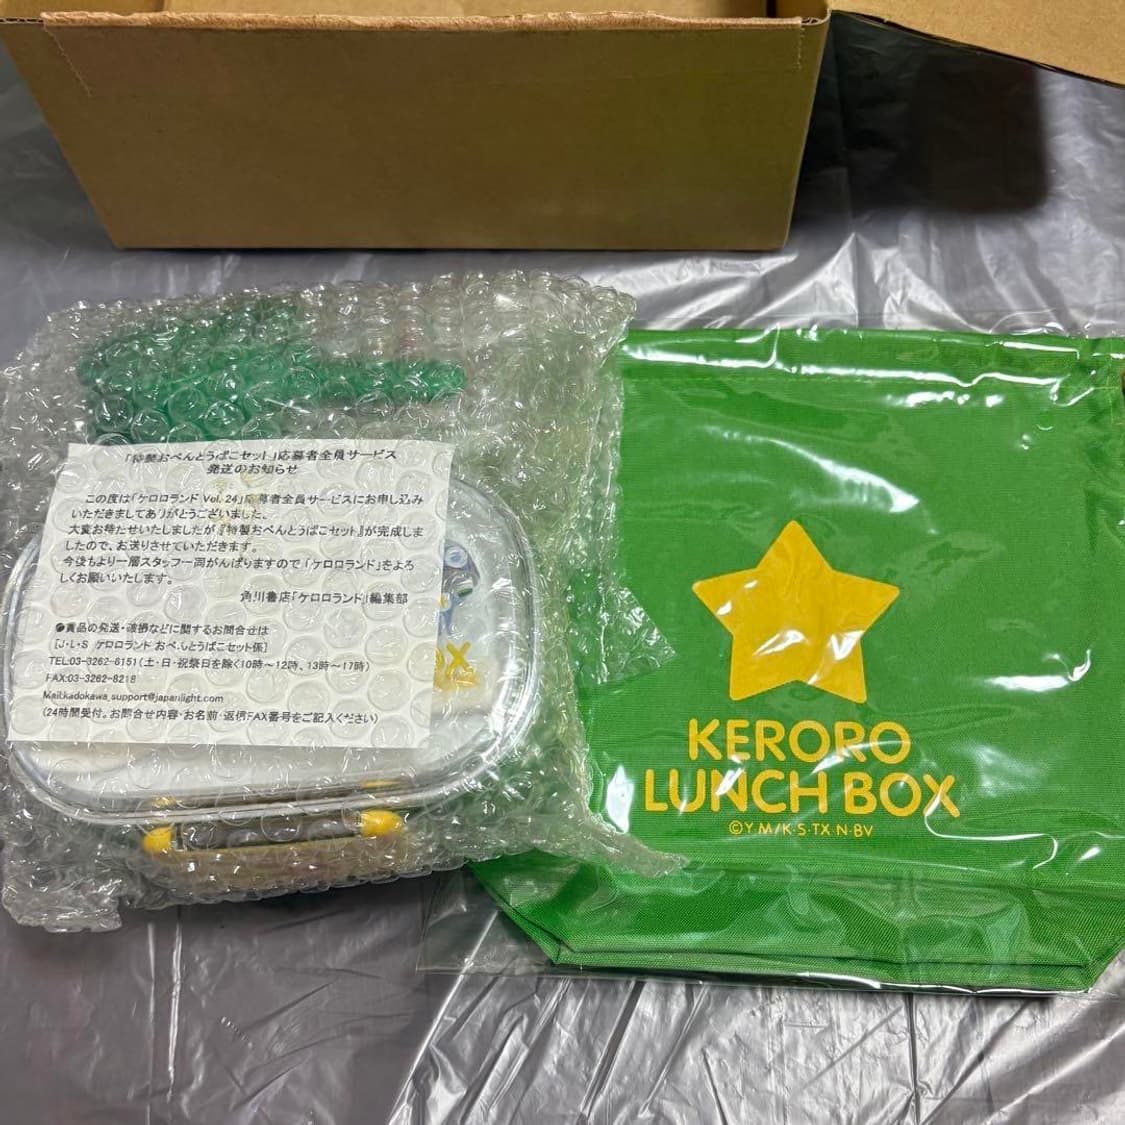 「特製おべんとうばこセット」応募者全員サービス
発送のお知らせ
この度は「ケロロランド Vol. 24」応募者全員サービスにお申し込み
いただきましてありがとうございました。
大変お待たせいたしましたが『特製おべんとうばこセット』が完成しま
したので、お送りさせていただきます。
今後もより一層スタッフ一同がんばりますので「ケロロランド」をよろ
しくお願いいたします。
角川書店「ケロロランド」編集部
●賞品の発送・破損などに関するお問合せは
[J・L・S ケロロランド おべんとうばこセット係]
TEL:03-3262-6151(土・日・祝祭日を除く10時～12時、13時～17時)
FAX:03-3262-8218
Mail:kadokawa_support@japanlight.com
(24時間受付。お問合せ内容・お名前・返信FAX番号をご記入ください)
OX
KERORO
LUNCH BOX
©Y M/K・S・TX・N・BV